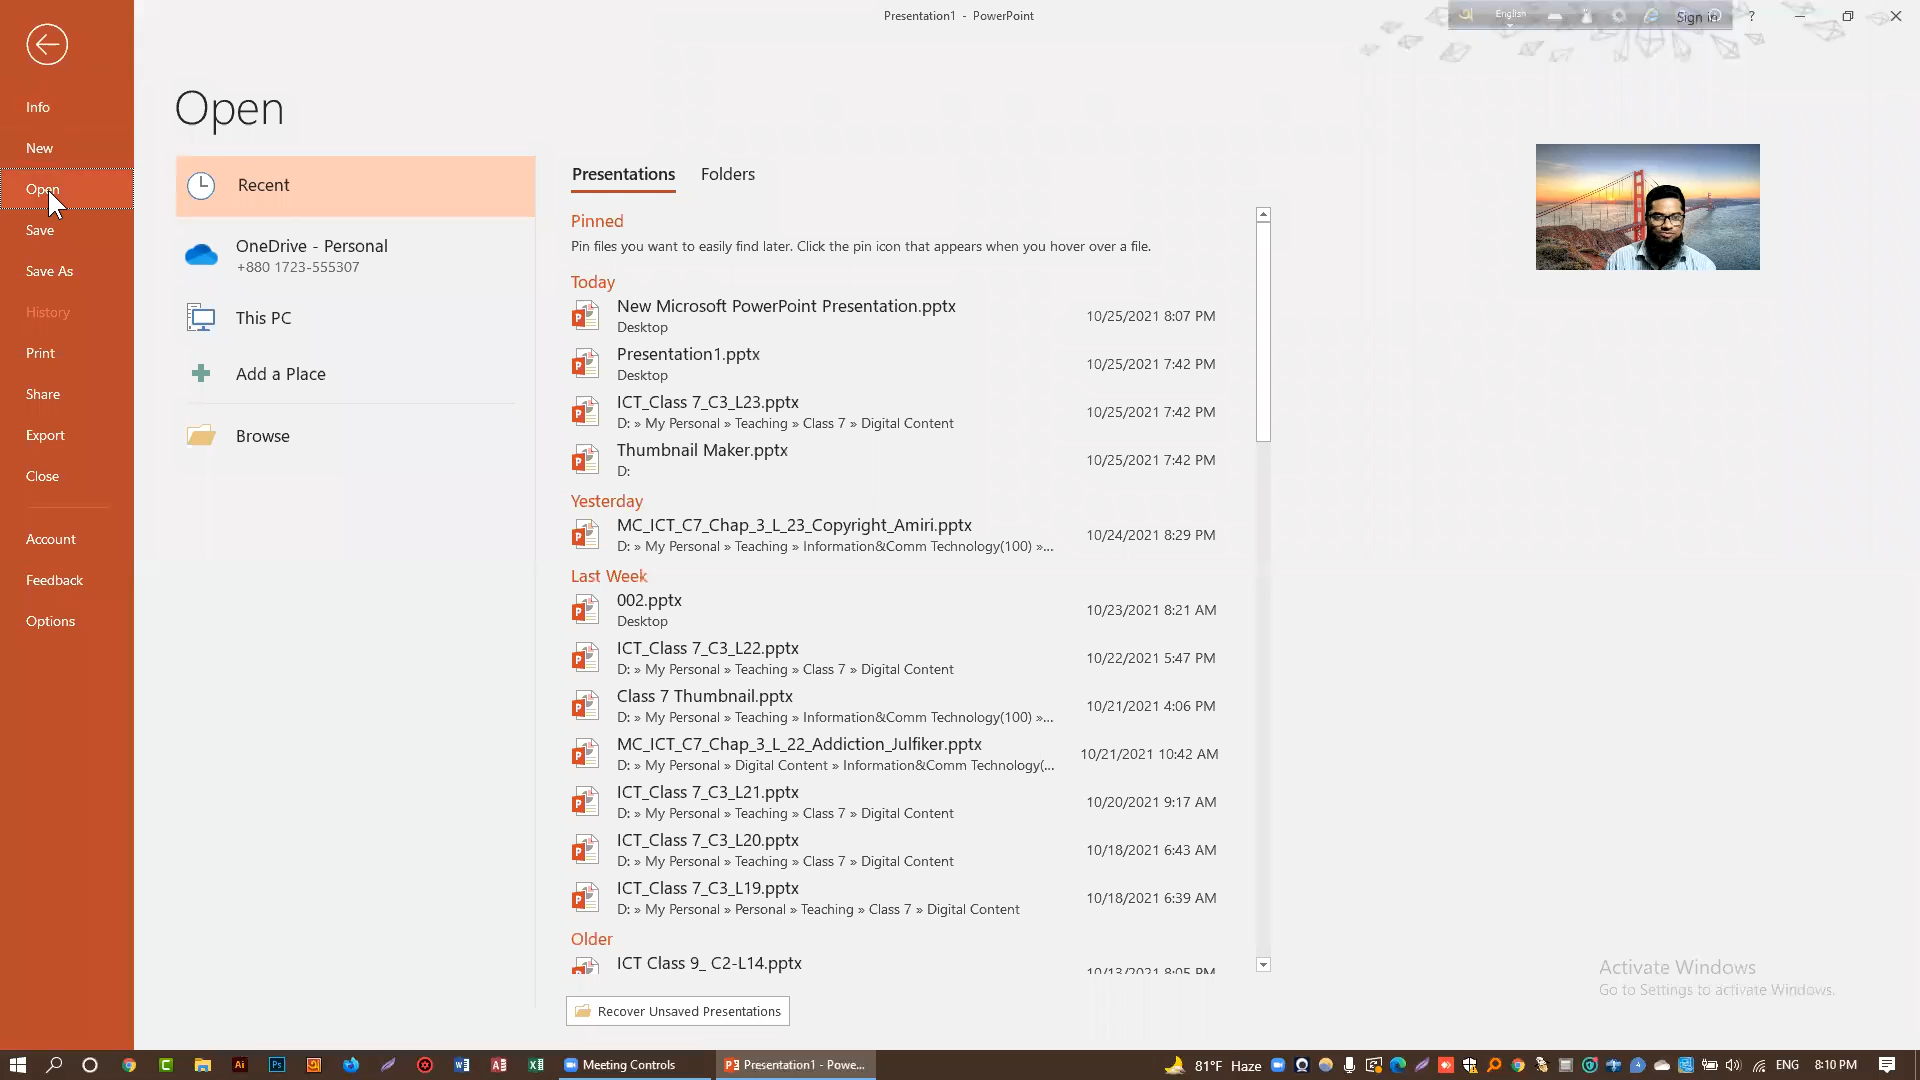 Presentation1 - PowerPoint
English
Sign in
?
Info
New
Open
Save
Save As
History
Print
Share
Export
Close
Account
Feedback
Options
Open
Recent
OneDrive - Personal
+880 1723-555307
This PC
Add a Place
Browse
Presentations
Folders
Pinned
Pin files you want to easily find later. Click the pin icon that appears when you hover over a file.
Today
New Microsoft PowerPoint Presentation.pptx
Desktop
10/25/2021 8:07 PM
Presentation1.pptx
Desktop
10/25/2021 7:42 PM
ICT_Class 7_C3_L23.pptx
D: » My Personal » Teaching » Class 7 » Digital Content
10/25/2021 7:42 PM
Thumbnail Maker.pptx
D:
10/25/2021 7:42 PM
Yesterday
MC_ICT_C7_Chap_3_L_23_Copyright_Amiri.pptx
D: » My Personal » Teaching » Information&Comm Technology(100) »...
10/24/2021 8:29 PM
Last Week
002.pptx
Desktop
10/23/2021 8:21 AM
ICT_Class 7_C3_L22.pptx
D: » My Personal » Teaching » Class 7 » Digital Content
10/22/2021 5:47 PM
Class 7 Thumbnail.pptx
D: » My Personal » Teaching » Information&Comm Technology(100) »...
10/21/2021 4:06 PM
MC_ICT_C7_Chap_3_L_22_Addiction_Julfiker.pptx
D: » My Personal » Digital Content » Information&Comm Technology(...
10/21/2021 10:42 AM
ICT_Class 7_C3_L21.pptx
D: » My Personal » Teaching » Class 7 » Digital Content
10/20/2021 9:17 AM
ICT_Class 7_C3_L20.pptx
D: » My Personal » Teaching » Class 7 » Digital Content
10/18/2021 6:43 AM
ICT_Class 7_C3_L19.pptx
D: » My Personal » Personal » Teaching » Class 7 » Digital Content
10/18/2021 6:39 AM
Older
ICT Class 9_ C2-L14.pptx
10/13/2021 8:05 PM
Recover Unsaved Presentations
Activate Windows
Go to Settings to activate Windows.
Meeting Controls
Presentation1 - Powe...
81°F Haze
ENG
8:10 PM